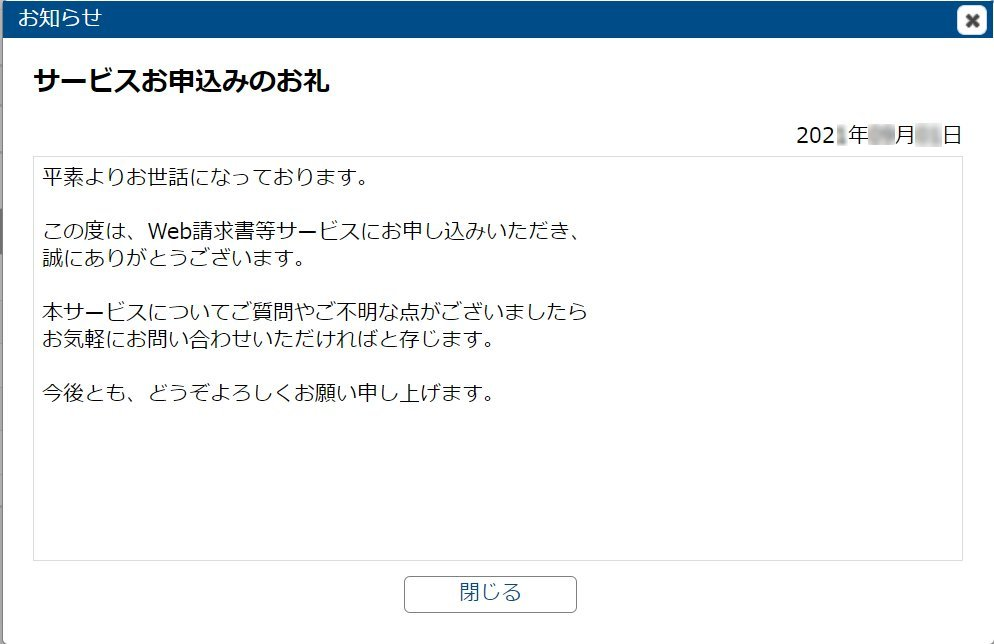 お知らせ
サービスお申込みのお礼
202 年 月 日
平素よりお世話になっております。
この度は、Web請求書等サービスにお申し込みいただき、
誠にありがとうございます。
本サービスについてご質問やご不明な点がございましたら
お気軽にお問い合わせいただければと存じます。
今後とも、どうぞよろしくお願い申し上げます。
閉じる